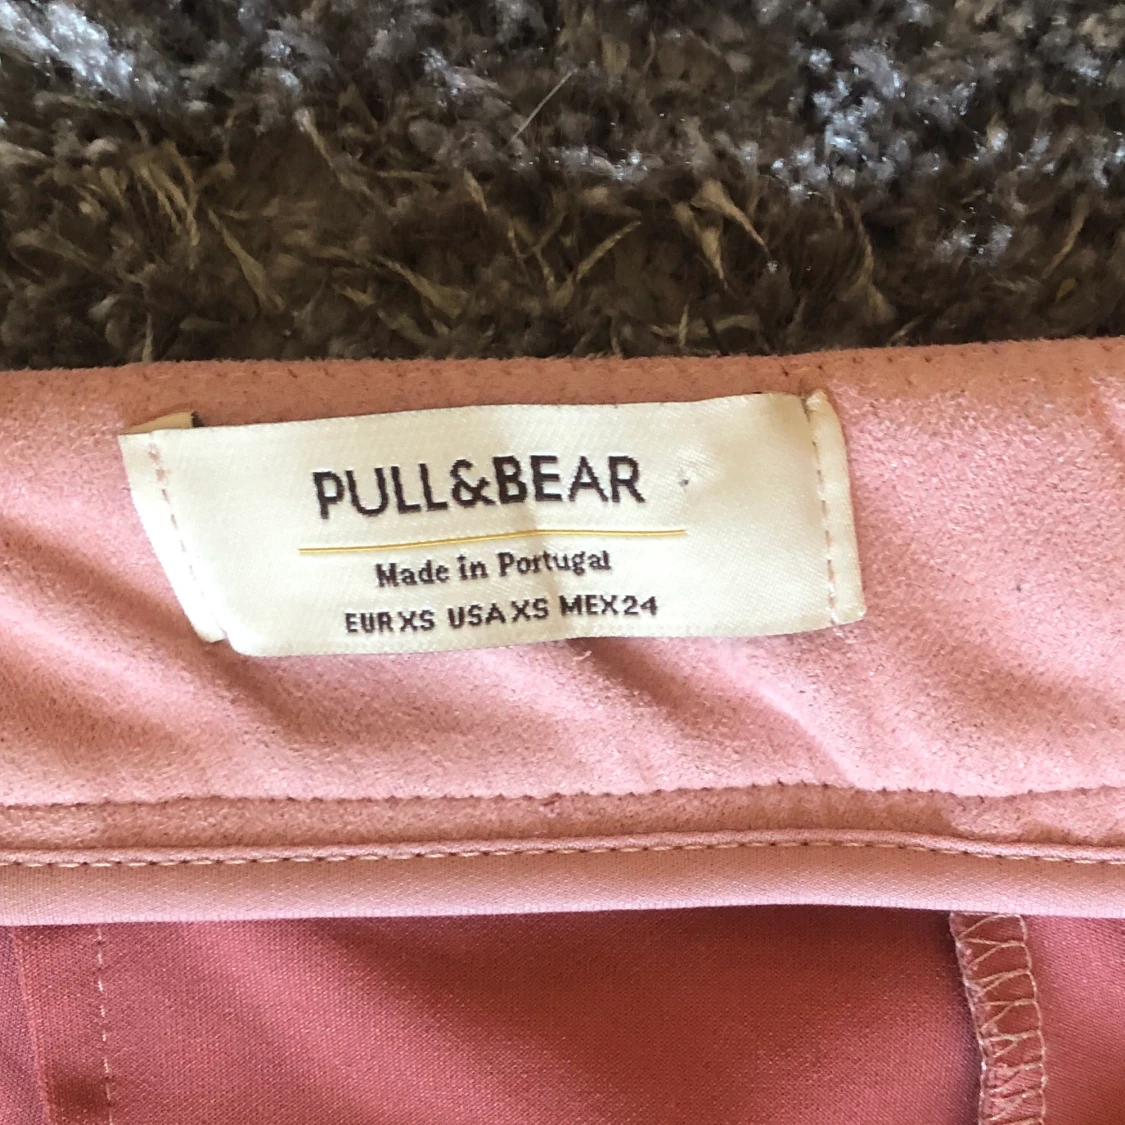 PULL&BEAR
Made in Portugal
EUR XS USA XS MEX 24